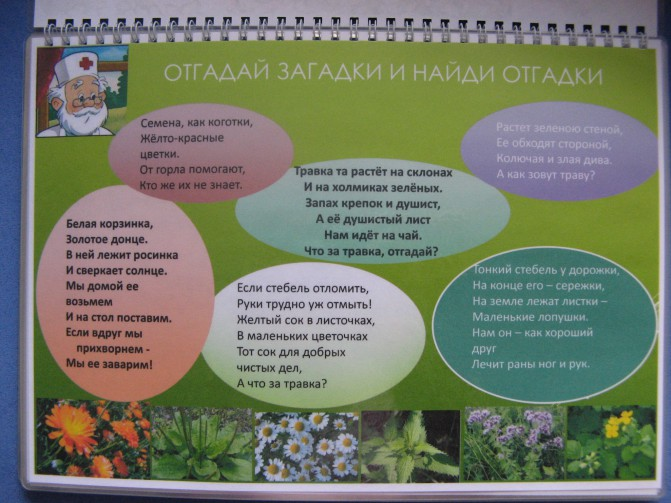 ОТГАДАЙ ЗАГАДКИ И НАЙДИ ОТГАДКИ
Семена, как коготки,
Жёлто-красные
цветки.
От горла помогают,
Кто же их не знает.
Растет зеленою стеной,
Ее обходят стороной,
Колючая и злая дива.
А как зовут траву?
Травка та растёт на склонах
И на холмиках зелёных.
Запах крепок и душист,
А её душистый лист
Нам идёт на чай.
Что за травка, отгадай?
Белая корзинка,
Золотое донце.
В ней лежит росинка
И сверкает солнце.
Мы домой ее
возьмем
И на стол поставим.
Если вдруг мы
прихворнем -
Мы ее заварим!
Если стебель отломить,
Руки трудно уж отмыть!
Желтый сок в листочках,
В маленьких цветочках
Тот сок для добрых
чистых дел,
А что за травка?
Тонкий стебель у дорожки,
На конце его – сережки,
На земле лежат листки –
Маленькие лопушки.
Нам он – как хороший
друг
Лечит раны ног и рук.